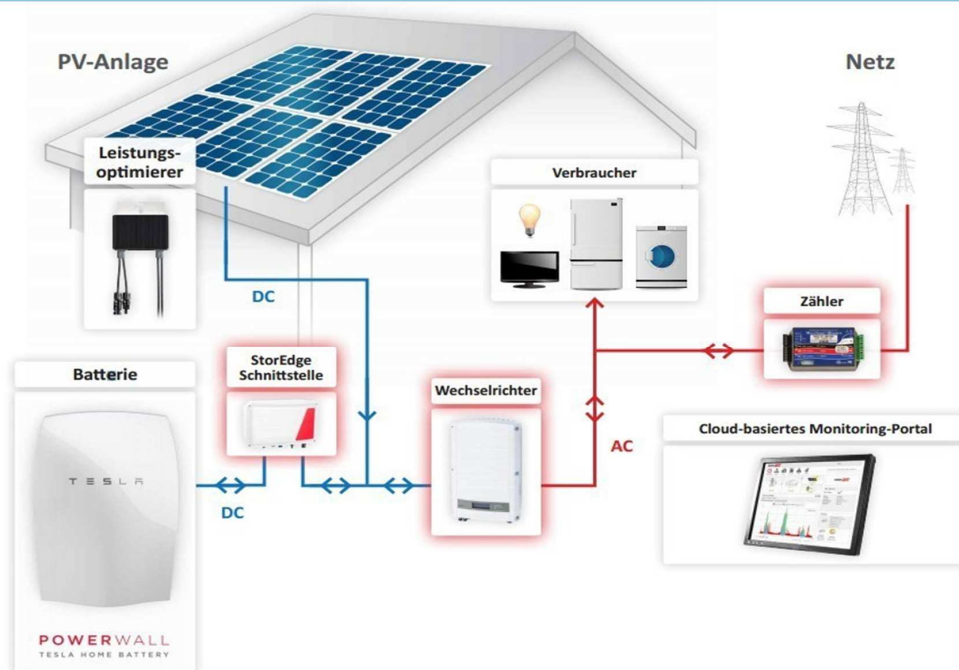 PV-Anlage
Netz
Leistungs-
optimierer
Verbraucher
DC
Zähler
StorEdge
Schnittstelle
Batterie
Wechselrichter
Cloud-basiertes Monitoring-Portal
AC
TESLA
DC
POWERWALL
TESLA HOME BATTERY